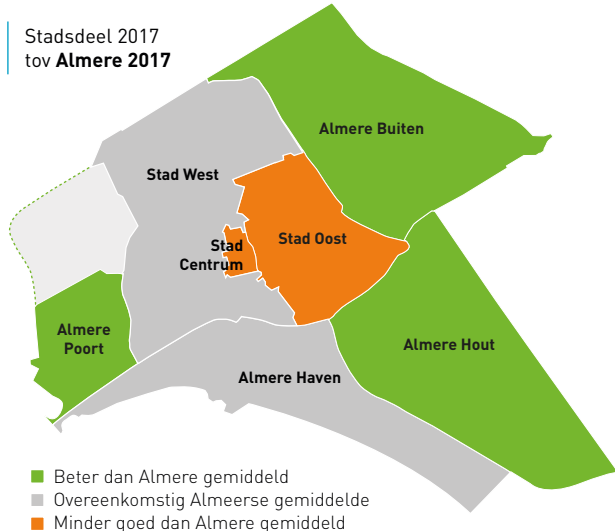 Stadsdeel 2017
tov Almere 2017
Almere Buiten
Stad West
Stad Oost
Stad
Centrum
Almere
Poort
Almere Hout
Almere Haven
Beter dan Almere gemiddeld
Overeenkomstig Almeerse gemiddelde
Minder goed dan Almere gemiddeld